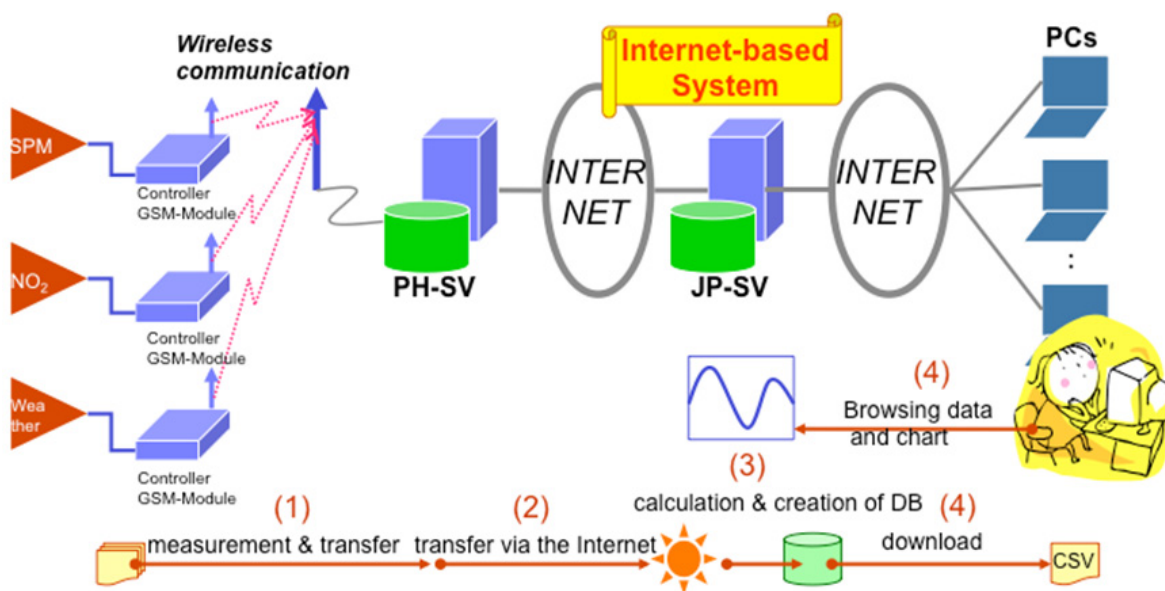 Wireless
communication
Internet-based
System
PCs
SPM
Controller
GSM-Module
INTER
NET
INTER
NET
PH-SV
JP-SV
:
NO₂
Controller
GSM-Module
Wea
ther
Controller
GSM-Module
(4)
Browsing data
and chart
(3)
calculation & creation of DB
(1)
measurement & transfer
(2)
transfer via the Internet
(4)
download
CSV